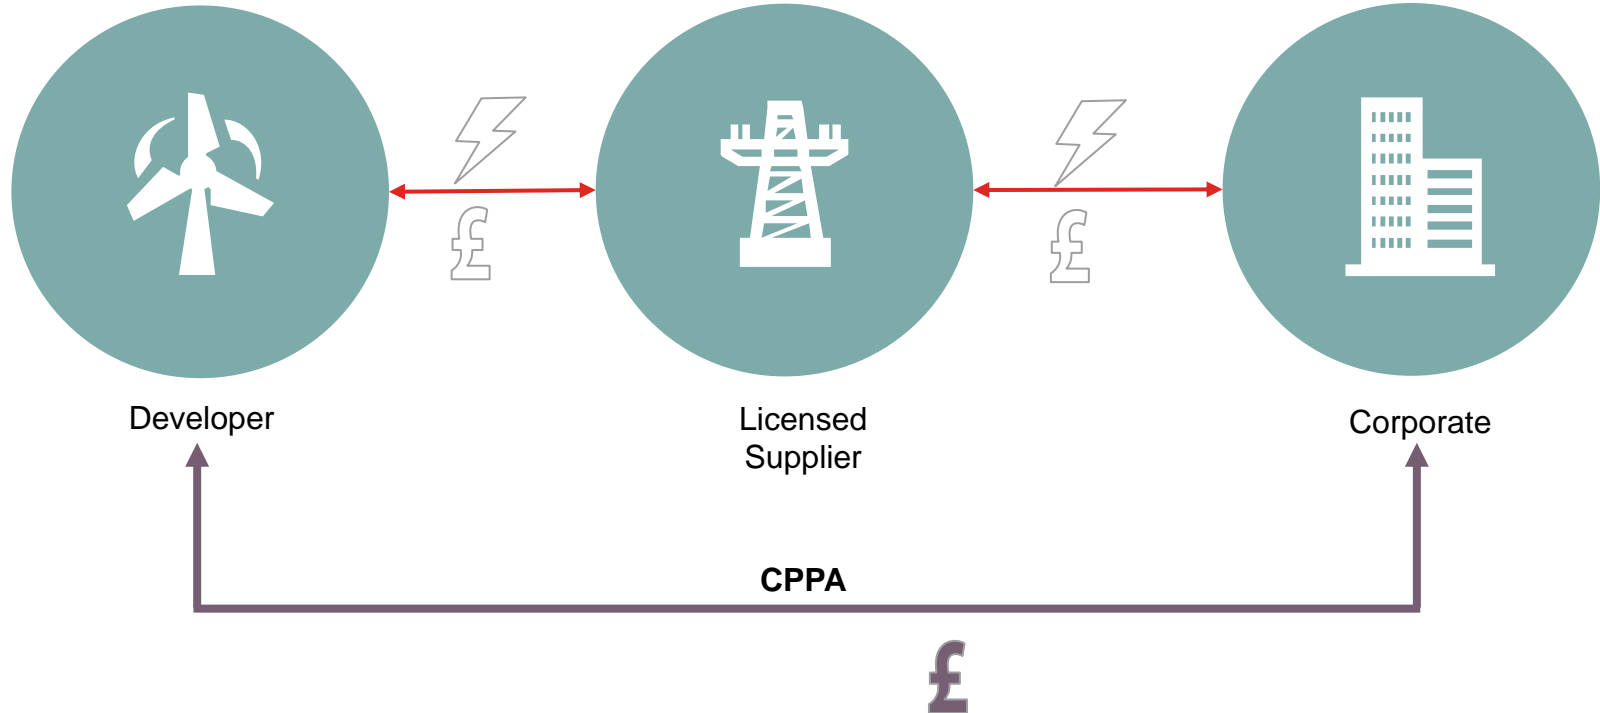 £
£
Developer
Licensed
Supplier
Corporate
CPPA
£